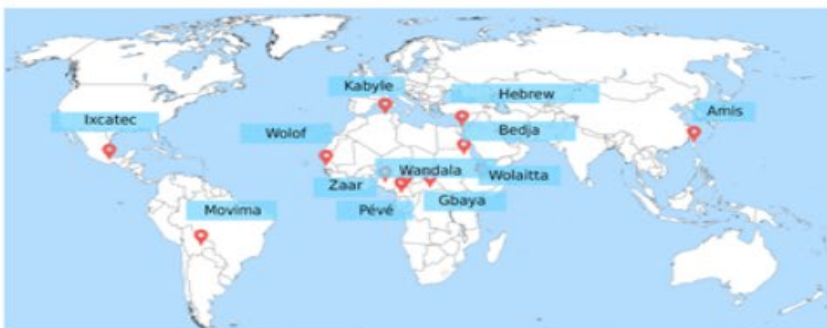 Kabyle
Hebrew
Ixcatec
Amis
Wolof
Bedja
Wandala
Wolaitta
Zaar
Gbaya
Pévé
Movima